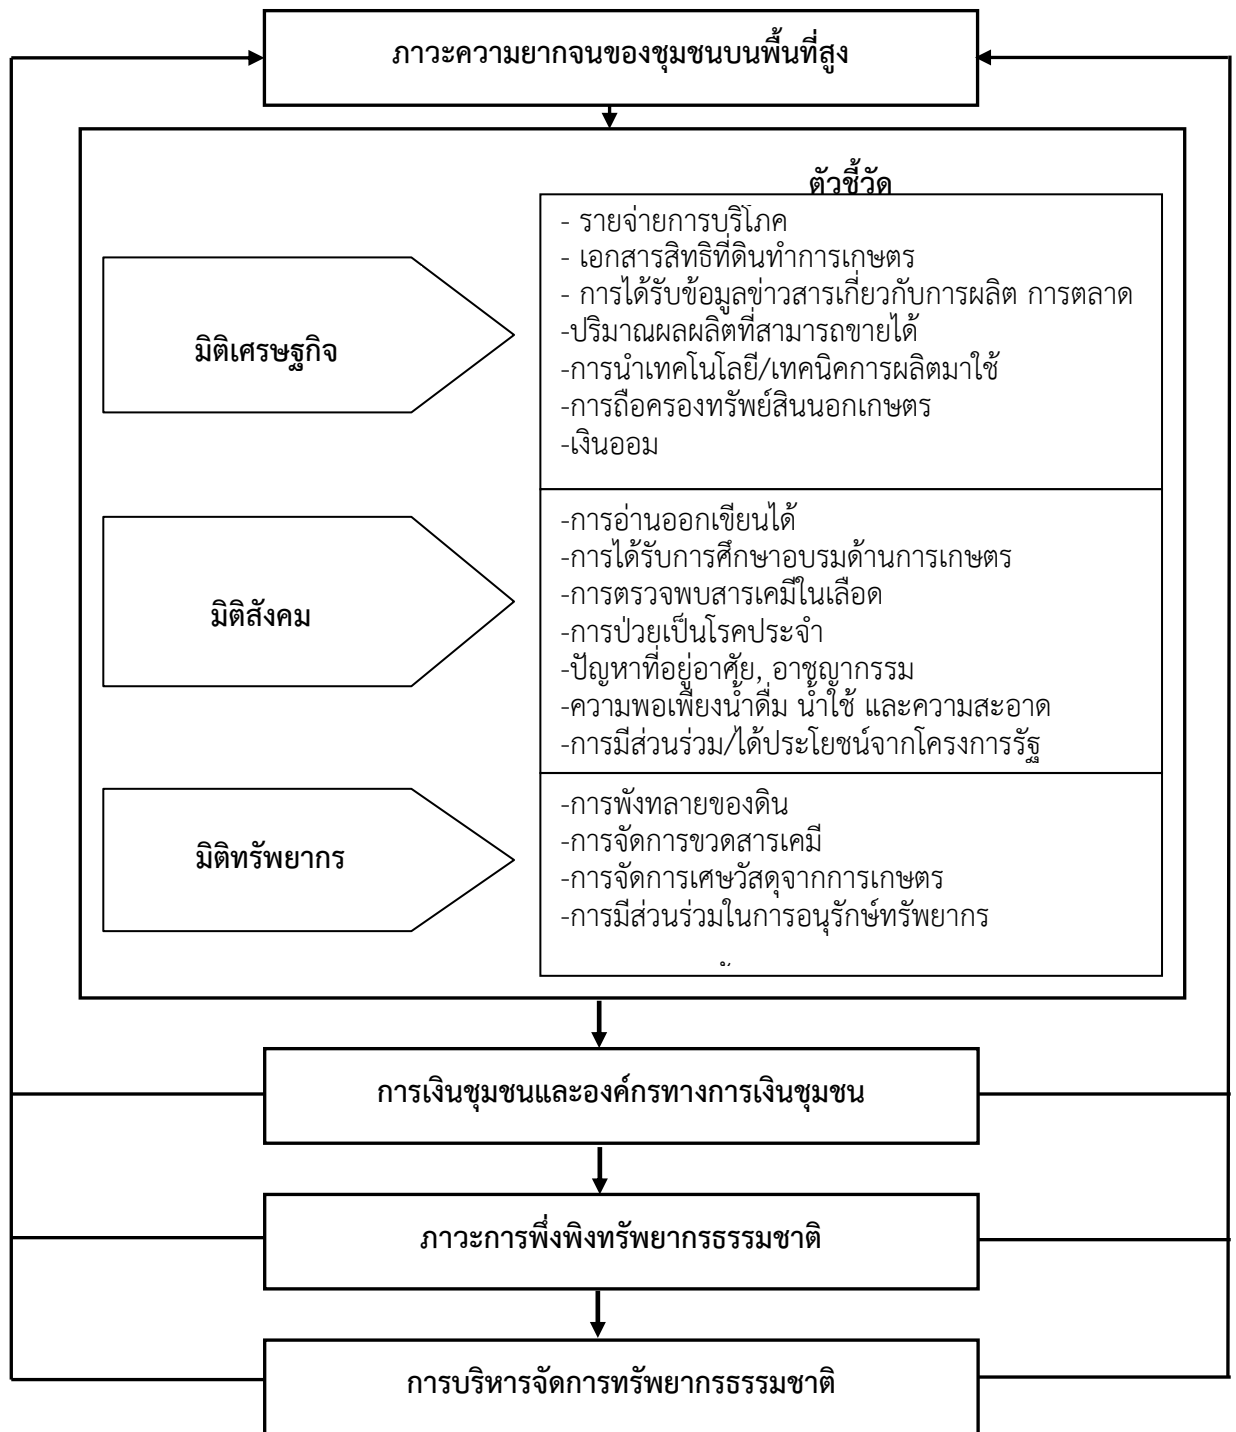 ภาวะความยากจนของชุมชนบนพื้นที่สูง
ตัวชี้วัด
มิติเศรษฐกิจ
- รายจ่ายการบริโภค
- เอกสารสิทธิที่ดินทำการเกษตร
- การได้รับข้อมูลข่าวสารเกี่ยวกับการผลิต การตลาด
-ปริมาณผลผลิตที่สามารถขายได้
-การนำเทคโนโลยี/เทคนิคการผลิตมาใช้
-การถือครองทรัพย์สินนอกเกษตร
-เงินออม
มิติสังคม
-การอ่านออกเขียนได้
-การได้รับการศึกษาอบรมด้านการเกษตร
-การตรวจพบสารเคมีในเลือด
-การป่วยเป็นโรคประจำ
-ปัญหาที่อยู่อาศัย, อาชญากรรม
-ความพอเพียงน้ำดื่ม น้ำใช้ และความสะอาด
-การมีส่วนร่วม/ได้ประโยชน์จากโครงการรัฐ
มิติทรัพยากร
-การพังทลายของดิน
-การจัดการขวดสารเคมี
-การจัดการเศษวัสดุจากการเกษตร
-การมีส่วนร่วมในการอนุรักษ์ทรัพยากร
การเงินชุมชนและองค์กรทางการเงินชุมชน
ภาวะการพึ่งพิงทรัพยากรธรรมชาติ
การบริหารจัดการทรัพยากรธรรมชาติ